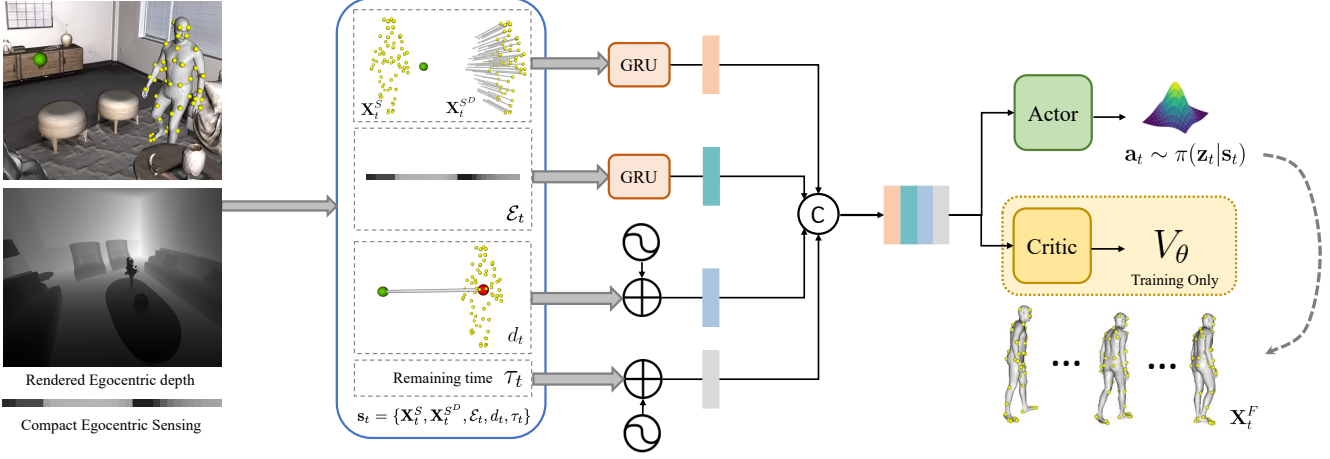 Rendered Egocentric depth
Compact Egocentric Sensing
X_t^S
X_t^{S^D}
ℰ_t
d_t
Remaining time τ_t
s_t = {X_t^S, X_t^{S^D}, ℰ_t, d_t, τ_t}
GRU
GRU
C
Actor
a_t ∼ π(z_t|s_t)
Critic
V_θ
Training Only
...
...
X_t^F